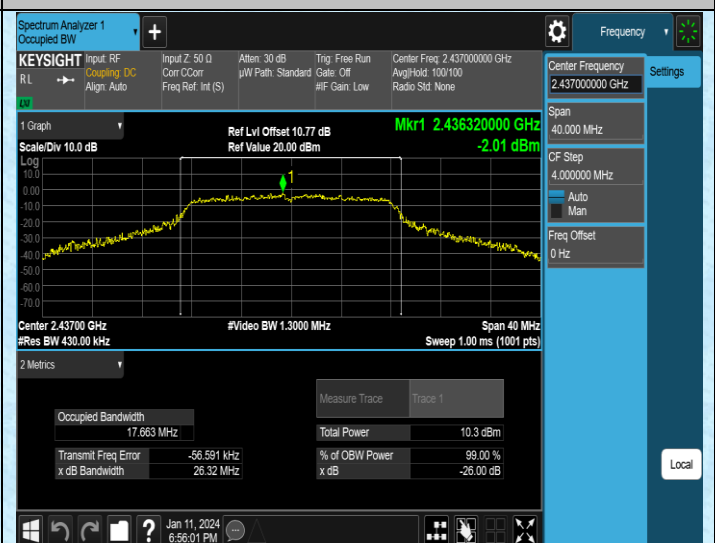 Spectrum Analyzer 1
Occupied BW
+
Frequency
KEYSIGHT Input: RF Input Z: 50 Ω Atten: 30 dB Trig: Free Run Center Freq: 2.437000000 GHz
RL Coupling: DC Corr CCorr µW Path: Standard Gate: Off Avg|Hold: 100/100
Align: Auto Freq Ref: Int (S) #IF Gain: Low Radio Std: None
LXI
Center Frequency
2.437000000 GHz
Settings
Span
40.000 MHz
CF Step
4.000000 MHz
Auto
Man
Freq Offset
0 Hz
1 Graph
Ref Lvl Offset 10.77 dB Mkr1 2.436320000 GHz
Scale/Div 10.0 dB Ref Value 20.00 dBm -2.01 dBm
Log
10.0
0.00
-10.0
-20.0
-30.0
-40.0
-50.0
-60.0
-70.0
1
Center 2.43700 GHz #Video BW 1.3000 MHz Span 40 MHz
#Res BW 430.00 kHz Sweep 1.00 ms (1001 pts)
2 Metrics
Measure Trace Trace 1
Occupied Bandwidth
17.663 MHz Total Power 10.3 dBm
Transmit Freq Error -56.591 kHz % of OBW Power 99.00 %
x dB Bandwidth 26.32 MHz x dB -26.00 dB
Local
? Jan 11, 2024
6:56:01 PM